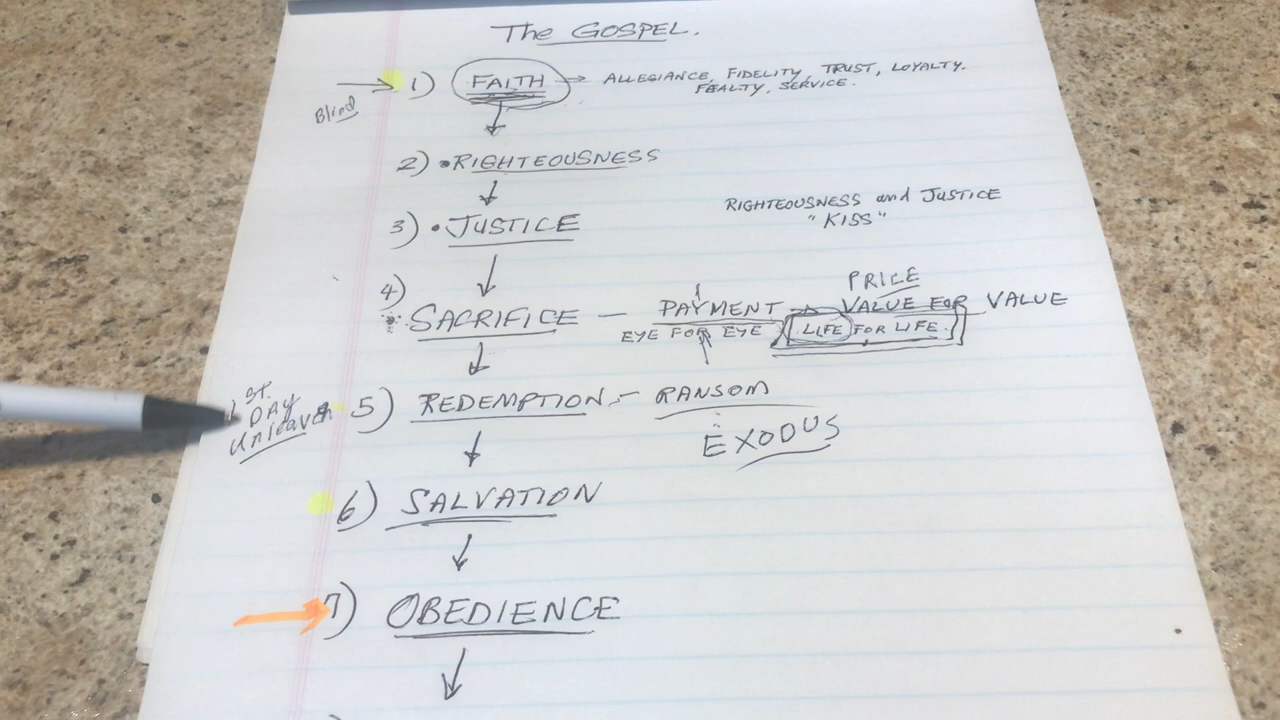 The GOSPEL.
1) FAITH → ALLEGIANCE, FIDELITY, TRUST, LOYALTY.
FEALTY, SERVICE.
Blind
2) • RIGHTEOUSNESS
3) • JUSTICE
RIGHTEOUSNESS and JUSTICE
"KISS"
4)
SACRIFICE — PAYMENT → VALUE FOR VALUE
PRICE
EYE FOR EYE LIFE FOR LIFE.
1ST.
DAY
Unleaven
5) REDEMPTION — RANSOM
EXODUS
6) SALVATION
7) OBEDIENCE